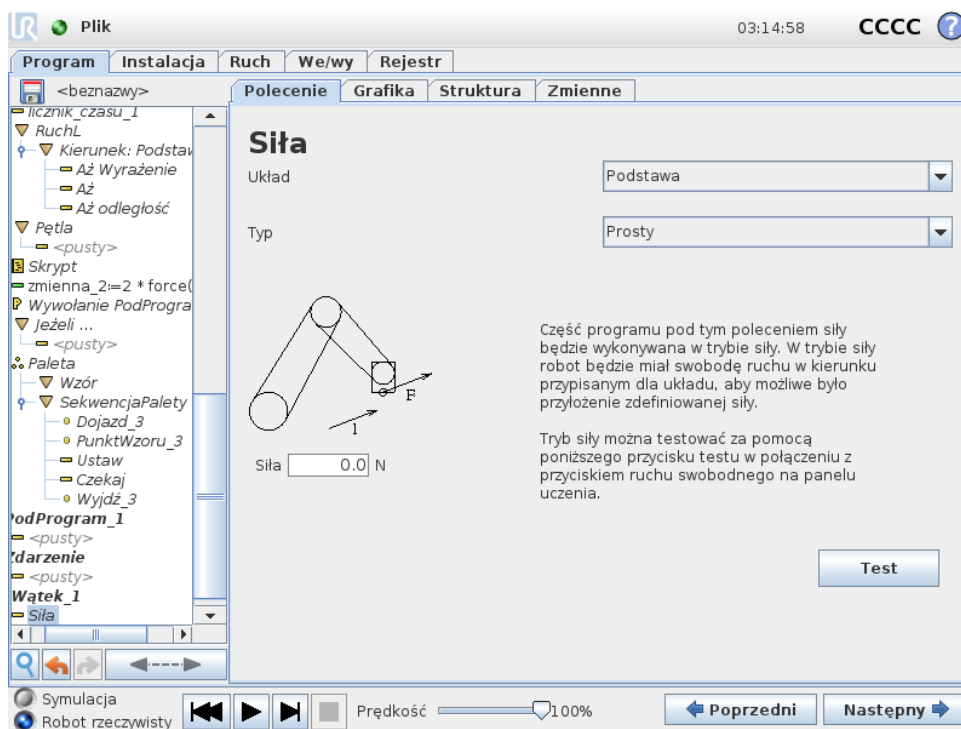 UR Plik 03:14:58 CCCC ?
Program Instalacja Ruch We/wy Rejestr
<beznazwy>
Polecenie Grafika Struktura Zmienne
licznik_czasu_1
RuchL
Kierunek: Podstaw
Aż Wyrażenie
Aż
Aż odległość
Pętla
<pusty>
Skrypt
zmienna_2:=2 * force(
Wywołanie PodProgra
Jeżeli ...
<pusty>
Paleta
Wzór
SekwencjaPalety
Dojazd_3
PunktWzoru_3
Ustaw
Czekaj
Wyjdź_3
PodProgram_1
<pusty>
Zdarzenie
<pusty>
Wątek_1
Siła
Siła
Układ
Podstawa
Typ
Prosty
F
1
Siła 0.0 N
Część programu pod tym poleceniem siły
będzie wykonywana w trybie siły. W trybie siły
robot będzie miał swobodę ruchu w kierunku
przypisanym dla układu, aby możliwe było
przyłożenie zdefiniowanej siły.
Tryb siły można testować za pomocą
poniższego przycisku testu w połączeniu z
przyciskiem ruchu swobodnego na panelu
uczenia.
Test
Symulacja
Robot rzeczywisty
Prędkość 100%
Poprzedni
Następny